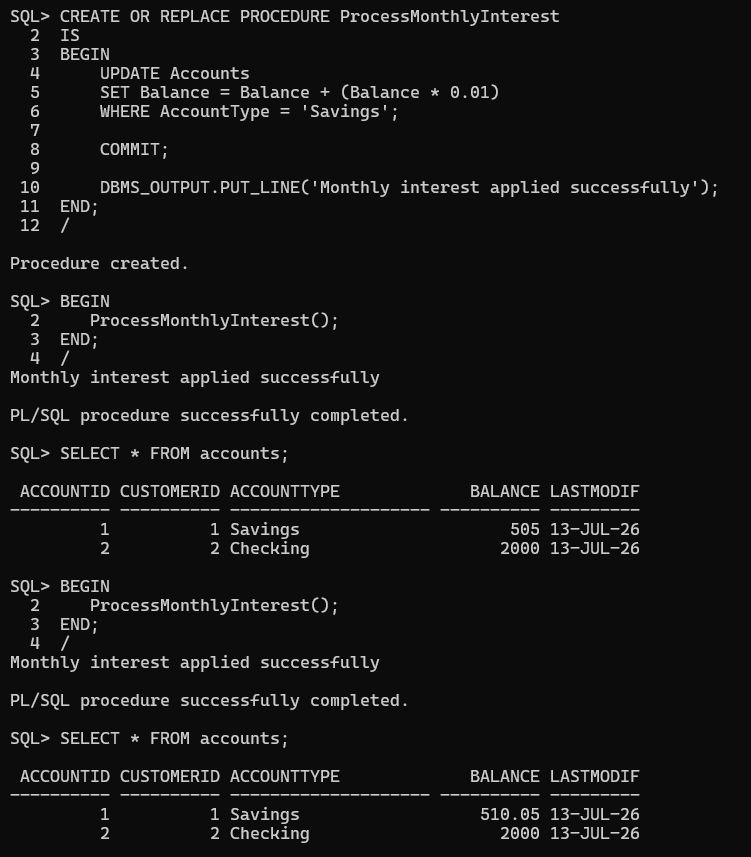 SQL> CREATE OR REPLACE PROCEDURE ProcessMonthlyInterest
  2  IS
  3  BEGIN
  4      UPDATE Accounts
  5      SET Balance = Balance + (Balance * 0.01)
  6      WHERE AccountType = 'Savings';
  7
  8      COMMIT;
  9
 10      DBMS_OUTPUT.PUT_LINE('Monthly interest applied successfully');
 11  END;
 12  /

Procedure created.

SQL> BEGIN
  2     ProcessMonthlyInterest();
  3  END;
  4  /
Monthly interest applied successfully

PL/SQL procedure successfully completed.

SQL> SELECT * FROM accounts;

 ACCOUNTID CUSTOMERID ACCOUNTTYPE             BALANCE LASTMODIF
---------- ---------- -------------------- ---------- ---------
         1          1 Savings                     505 13-JUL-26
         2          2 Checking                   2000 13-JUL-26

SQL> BEGIN
  2     ProcessMonthlyInterest();
  3  END;
  4  /
Monthly interest applied successfully

PL/SQL procedure successfully completed.

SQL> SELECT * FROM accounts;

 ACCOUNTID CUSTOMERID ACCOUNTTYPE             BALANCE LASTMODIF
---------- ---------- -------------------- ---------- ---------
         1          1 Savings                  510.05 13-JUL-26
         2          2 Checking                   2000 13-JUL-26